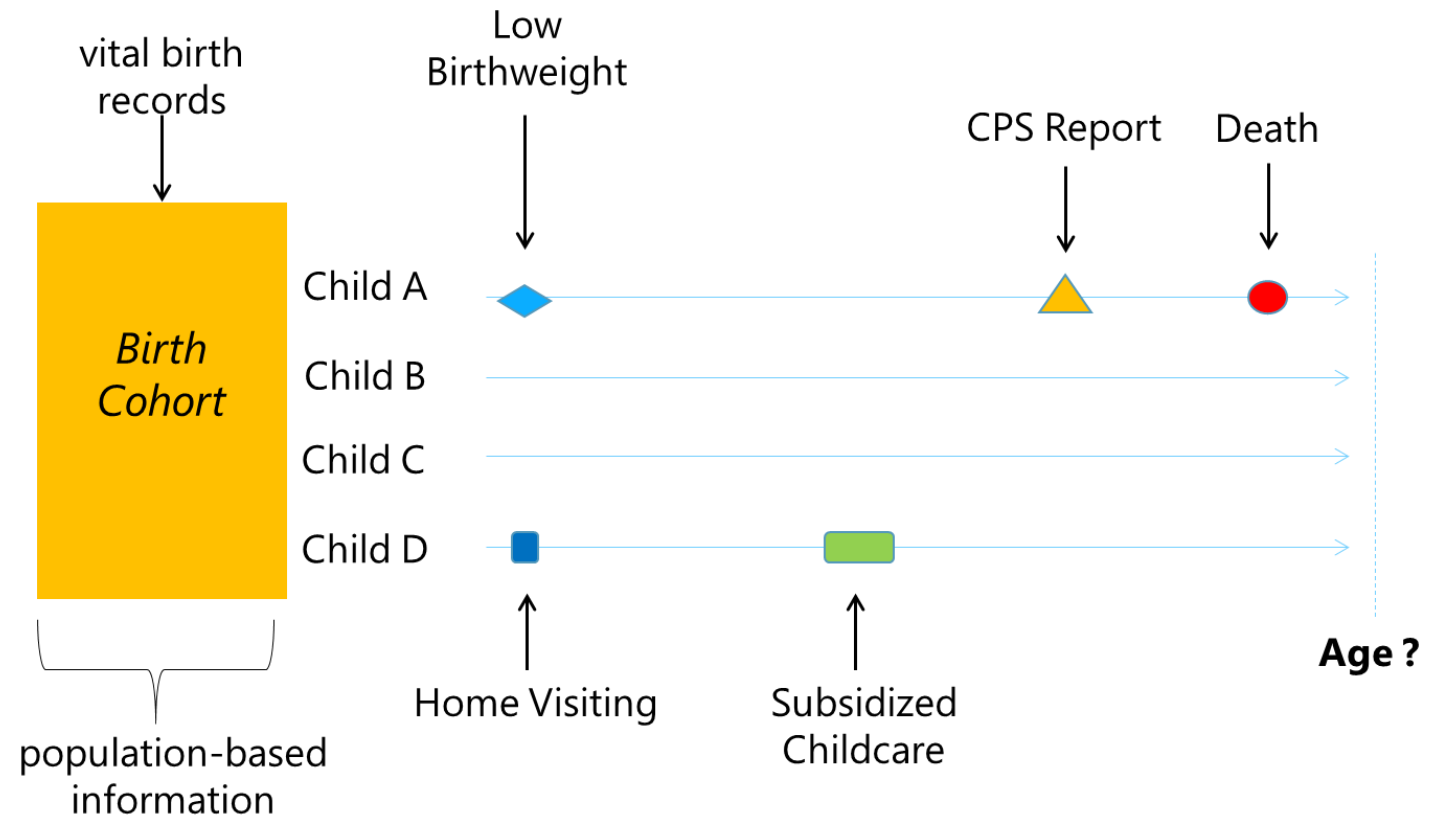 vital birth
records
Low
Birthweight
CPS Report
Death
Birth
Cohort
Child A
Child B
Child C
Child D
Age ?
Home Visiting
Subsidized
Childcare
population-based
information